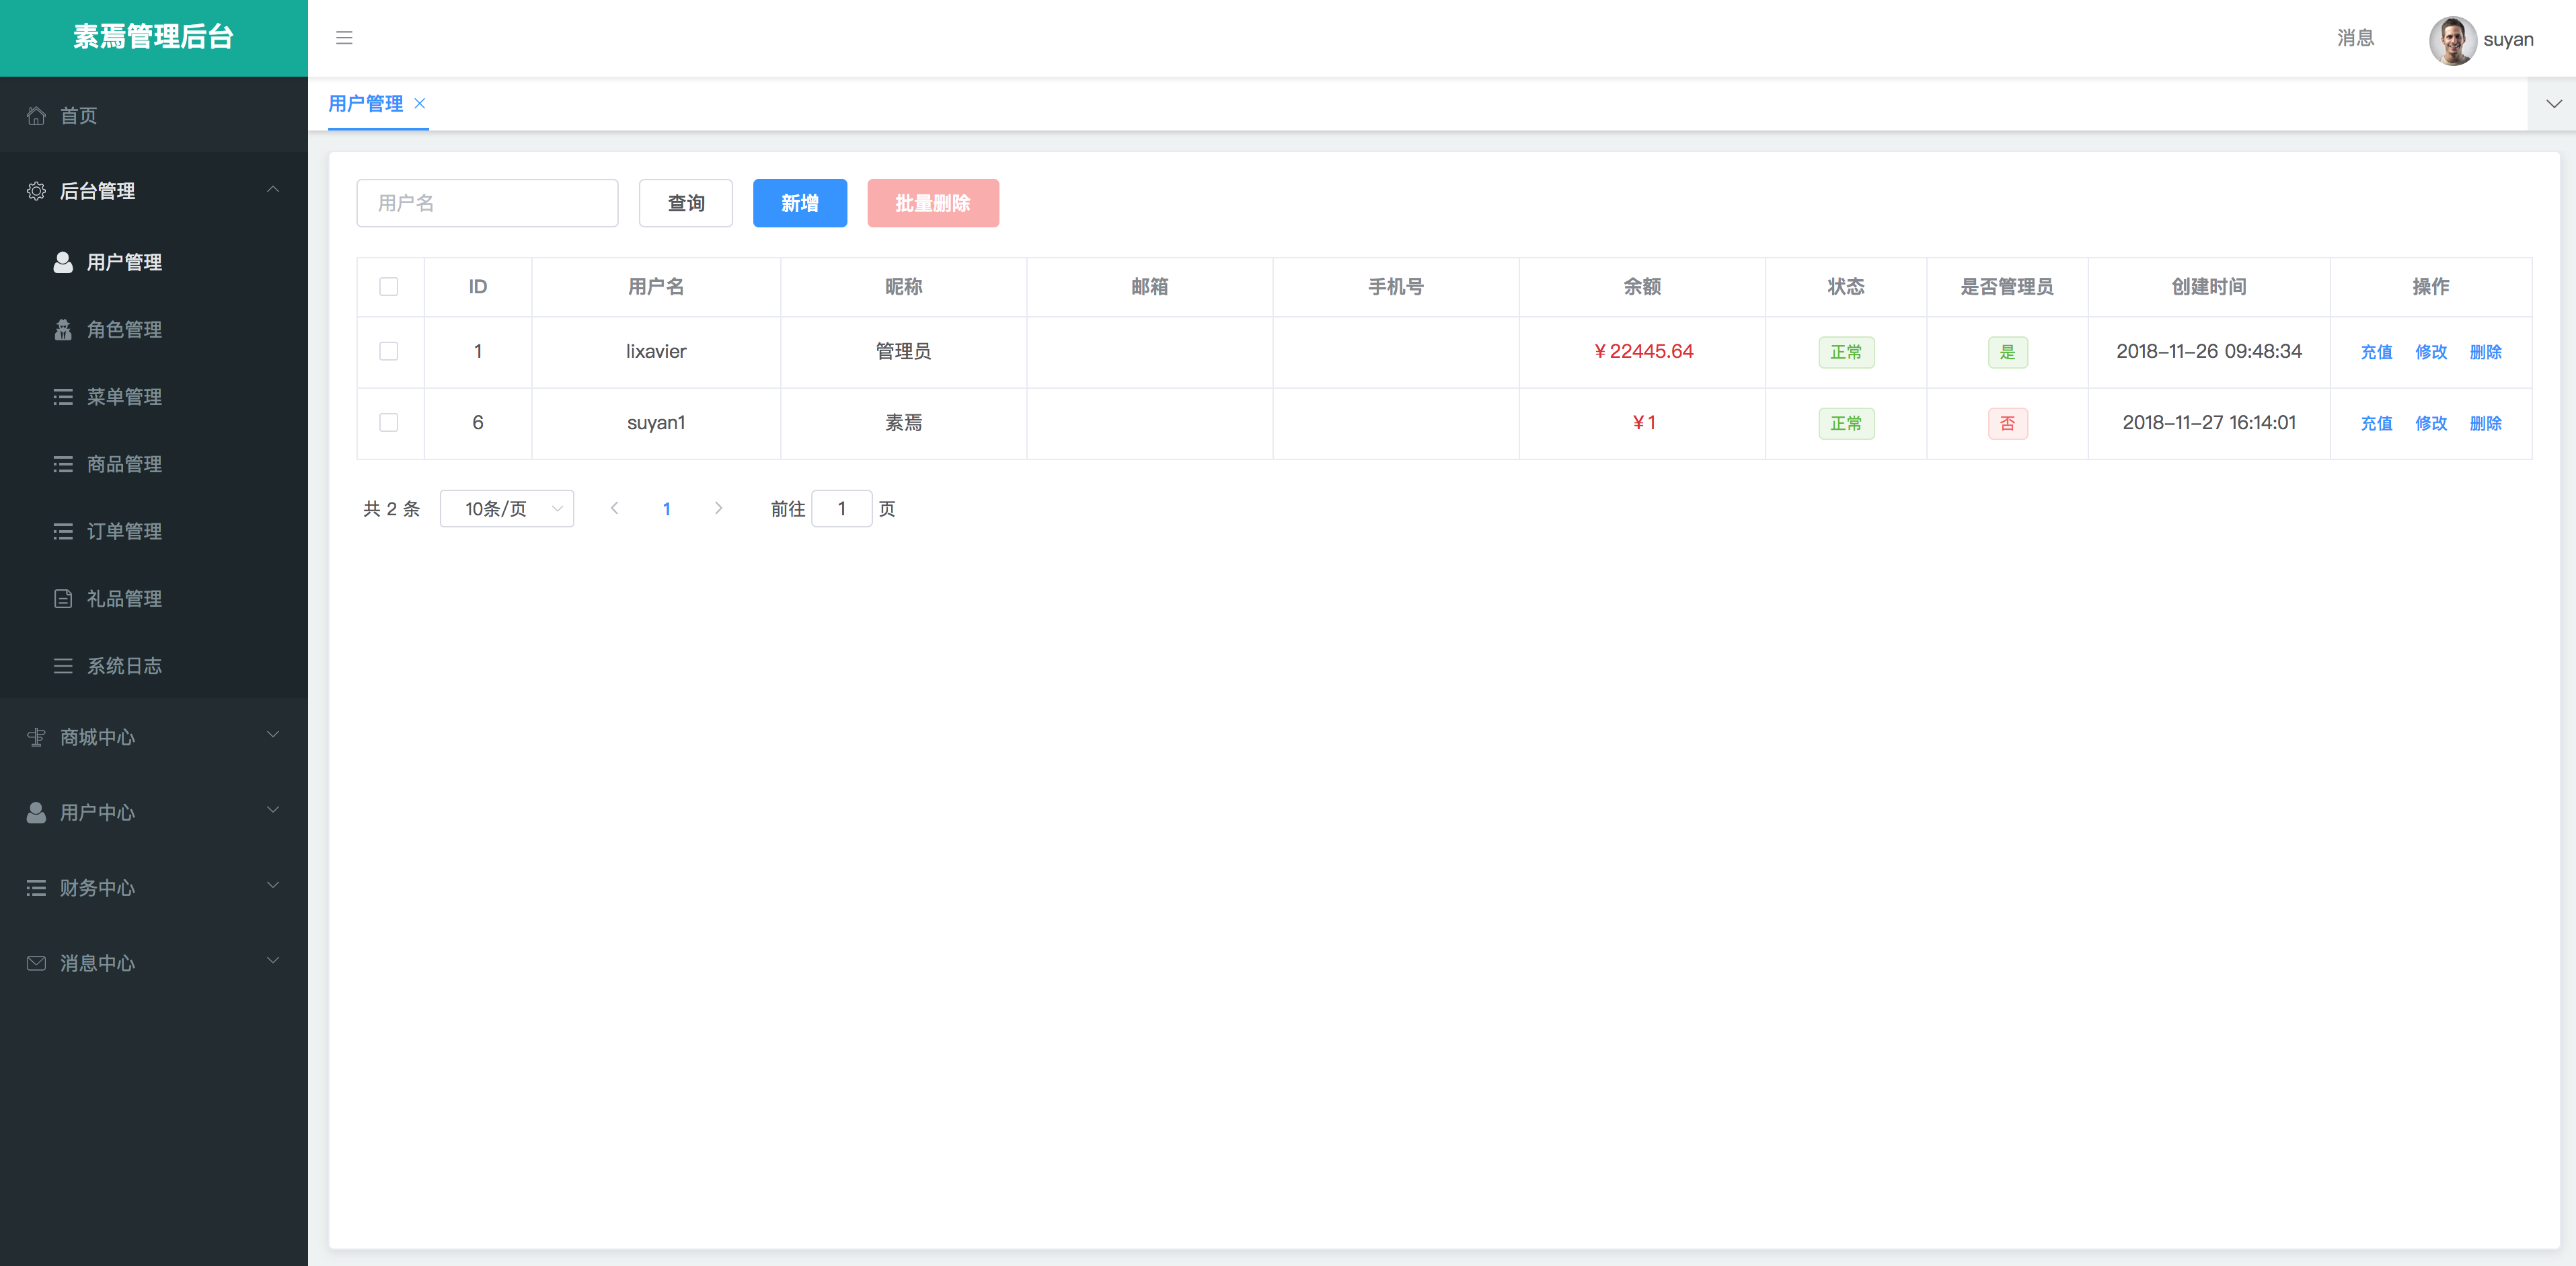 素焉管理后台
消息
suyan
首页
后台管理
用户管理
角色管理
菜单管理
商品管理
订单管理
礼品管理
系统日志
商城中心
用户中心
财务中心
消息中心
用户管理
用户名 查询 新增 批量删除
ID 用户名 昵称 邮箱 手机号 余额 状态 是否管理员 创建时间 操作
1 lixavier 管理员 ¥22445.64 正常 是 2018-11-26 09:48:34 充值 修改 删除
6 suyan1 素焉 ¥1 正常 否 2018-11-27 16:14:01 充值 修改 删除
共 2 条 10条/页 1 前往 1 页